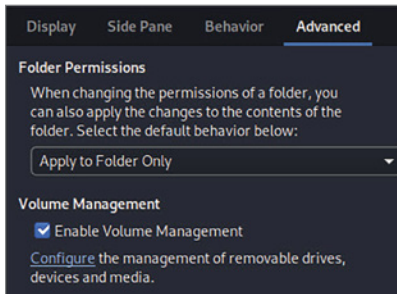 Display Side Pane Behavior Advanced
Folder Permissions
When changing the permissions of a folder, you
can also apply the changes to the contents of the
folder. Select the default behavior below:
Apply to Folder Only
Volume Management
Enable Volume Management
Configure the management of removable drives,
devices and media.